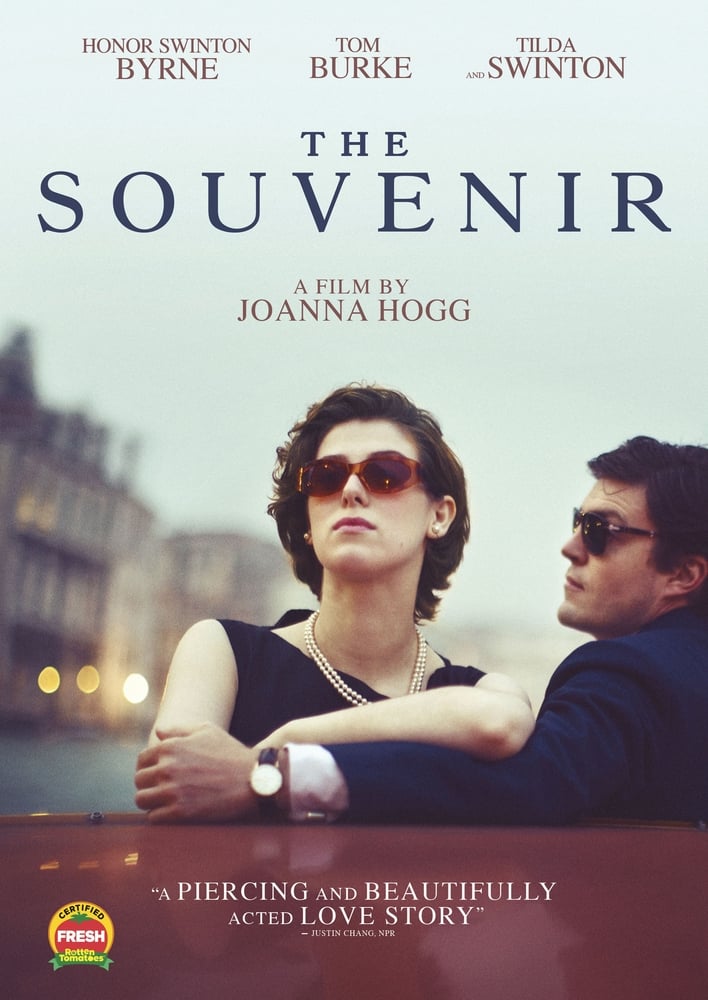 HONOR SWINTON TOM TILDA
BYRNE BURKE AND SWINTON
THE
SOUVENIR
A FILM BY
JOANNA HOGG
“A PIERCING AND BEAUTIFULLY
ACTED LOVE STORY”
– JUSTIN CHANG, NPR
CERTIFIED
FRESH
Rotten
Tomatoes